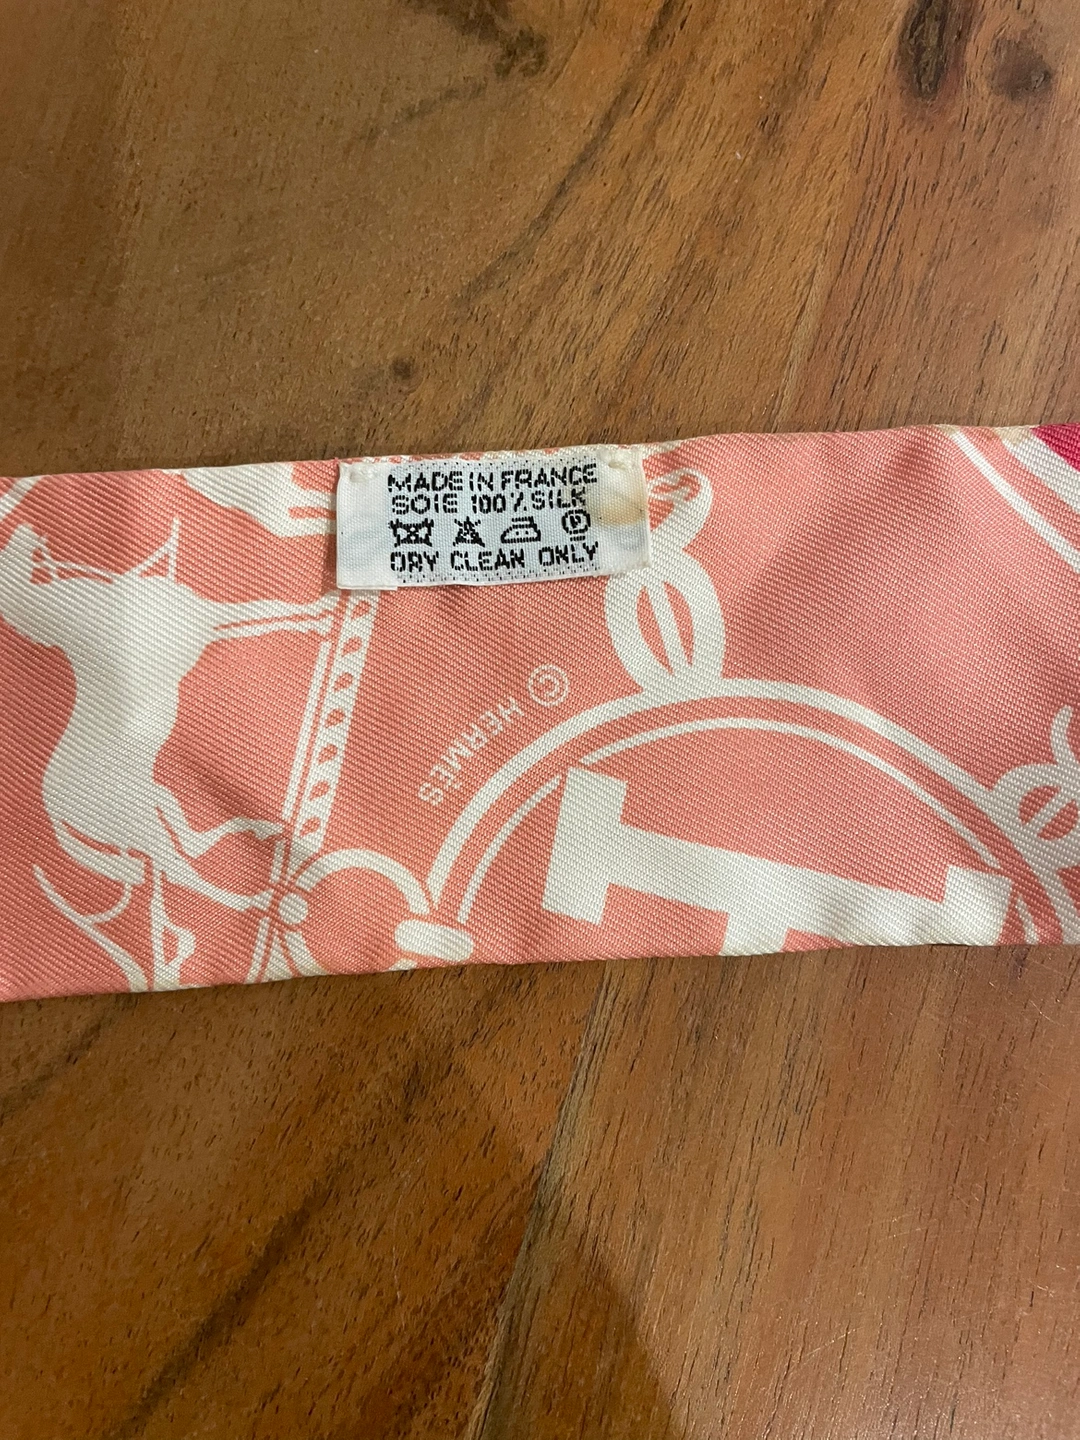 MADE IN FRANCE
SOIE 100% SILK
DRY CLEAN ONLY
© HERMÈS